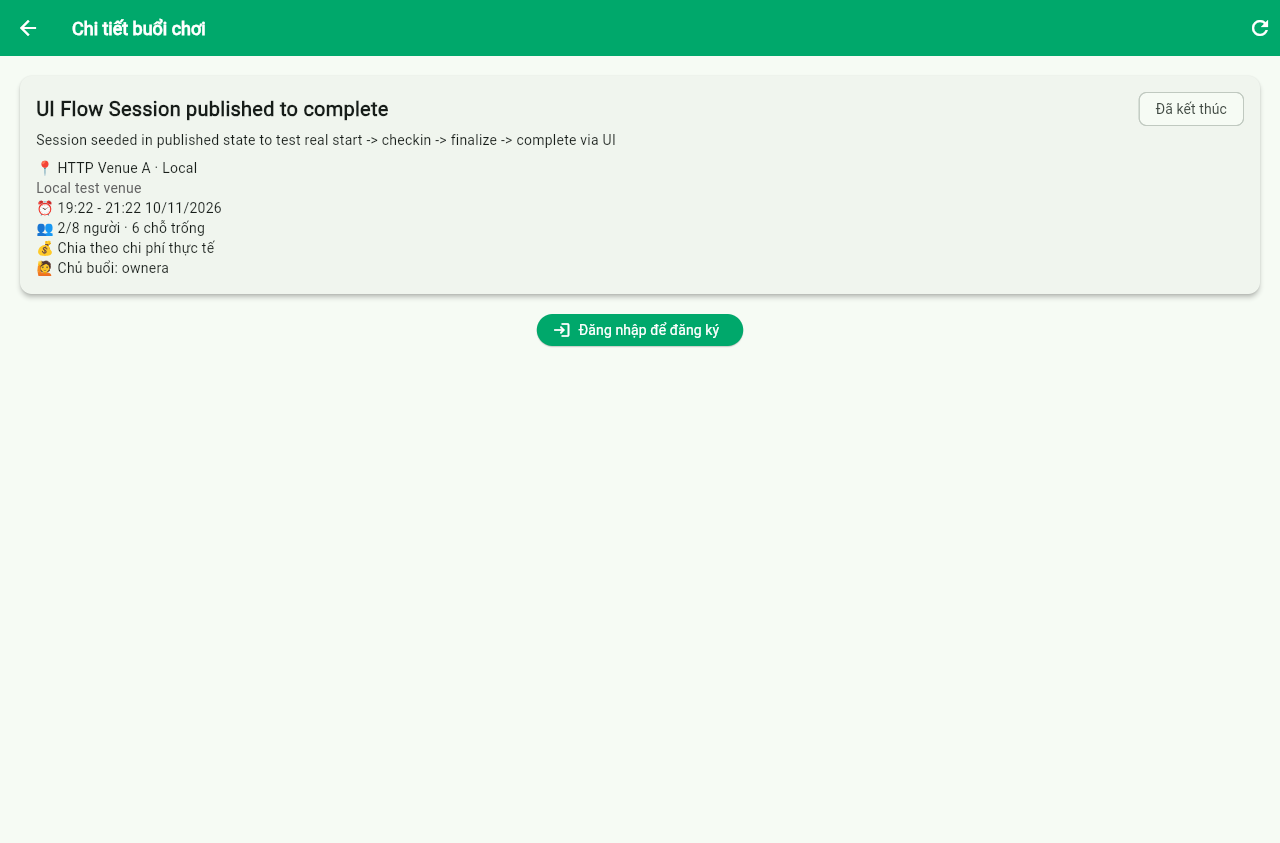 Chi tiết buổi chơi
UI Flow Session published to complete
Đã kết thúc
Session seeded in published state to test real start -> checkin -> finalize -> complete via UI
📍 HTTP Venue A · Local
Local test venue
⏰ 19:22 - 21:22 10/11/2026
👥 2/8 người · 6 chỗ trống
💰 Chia theo chi phí thực tế
🙋 Chủ buổi: ownera
Đăng nhập để đăng ký